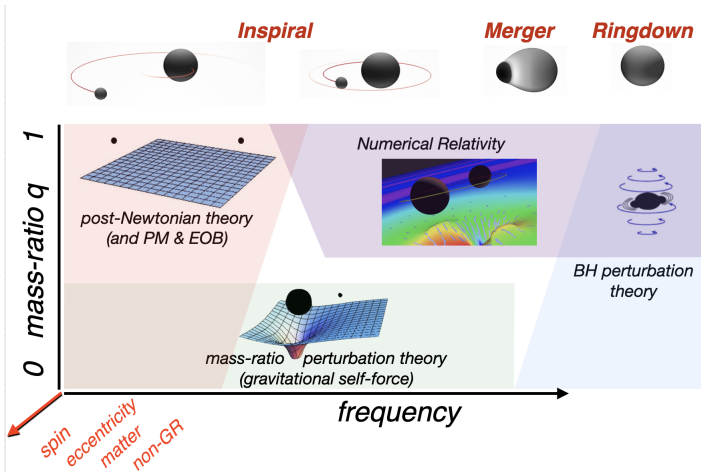 Inspiral
Merger
Ringdown
1
mass-ratio q
0
post-Newtonian theory
(and PM & EOB)
Numerical Relativity
BH perturbation
theory
mass-ratio perturbation theory
(gravitational self-force)
frequency
spin
eccentricity
matter
non-GR